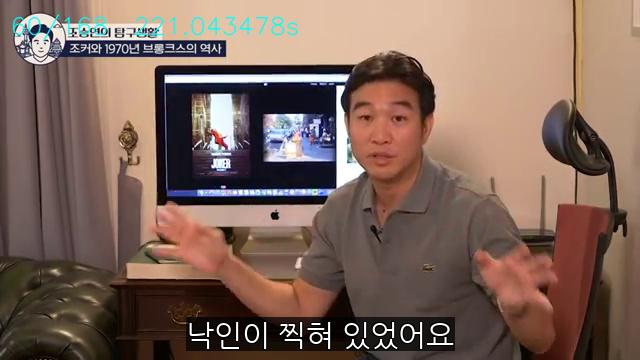 60/168, 221.043478s
조승연의 탐구생활
조커와 1970년 브롱크스의 역사
JOKER
낙인이 찍혀 있었어요